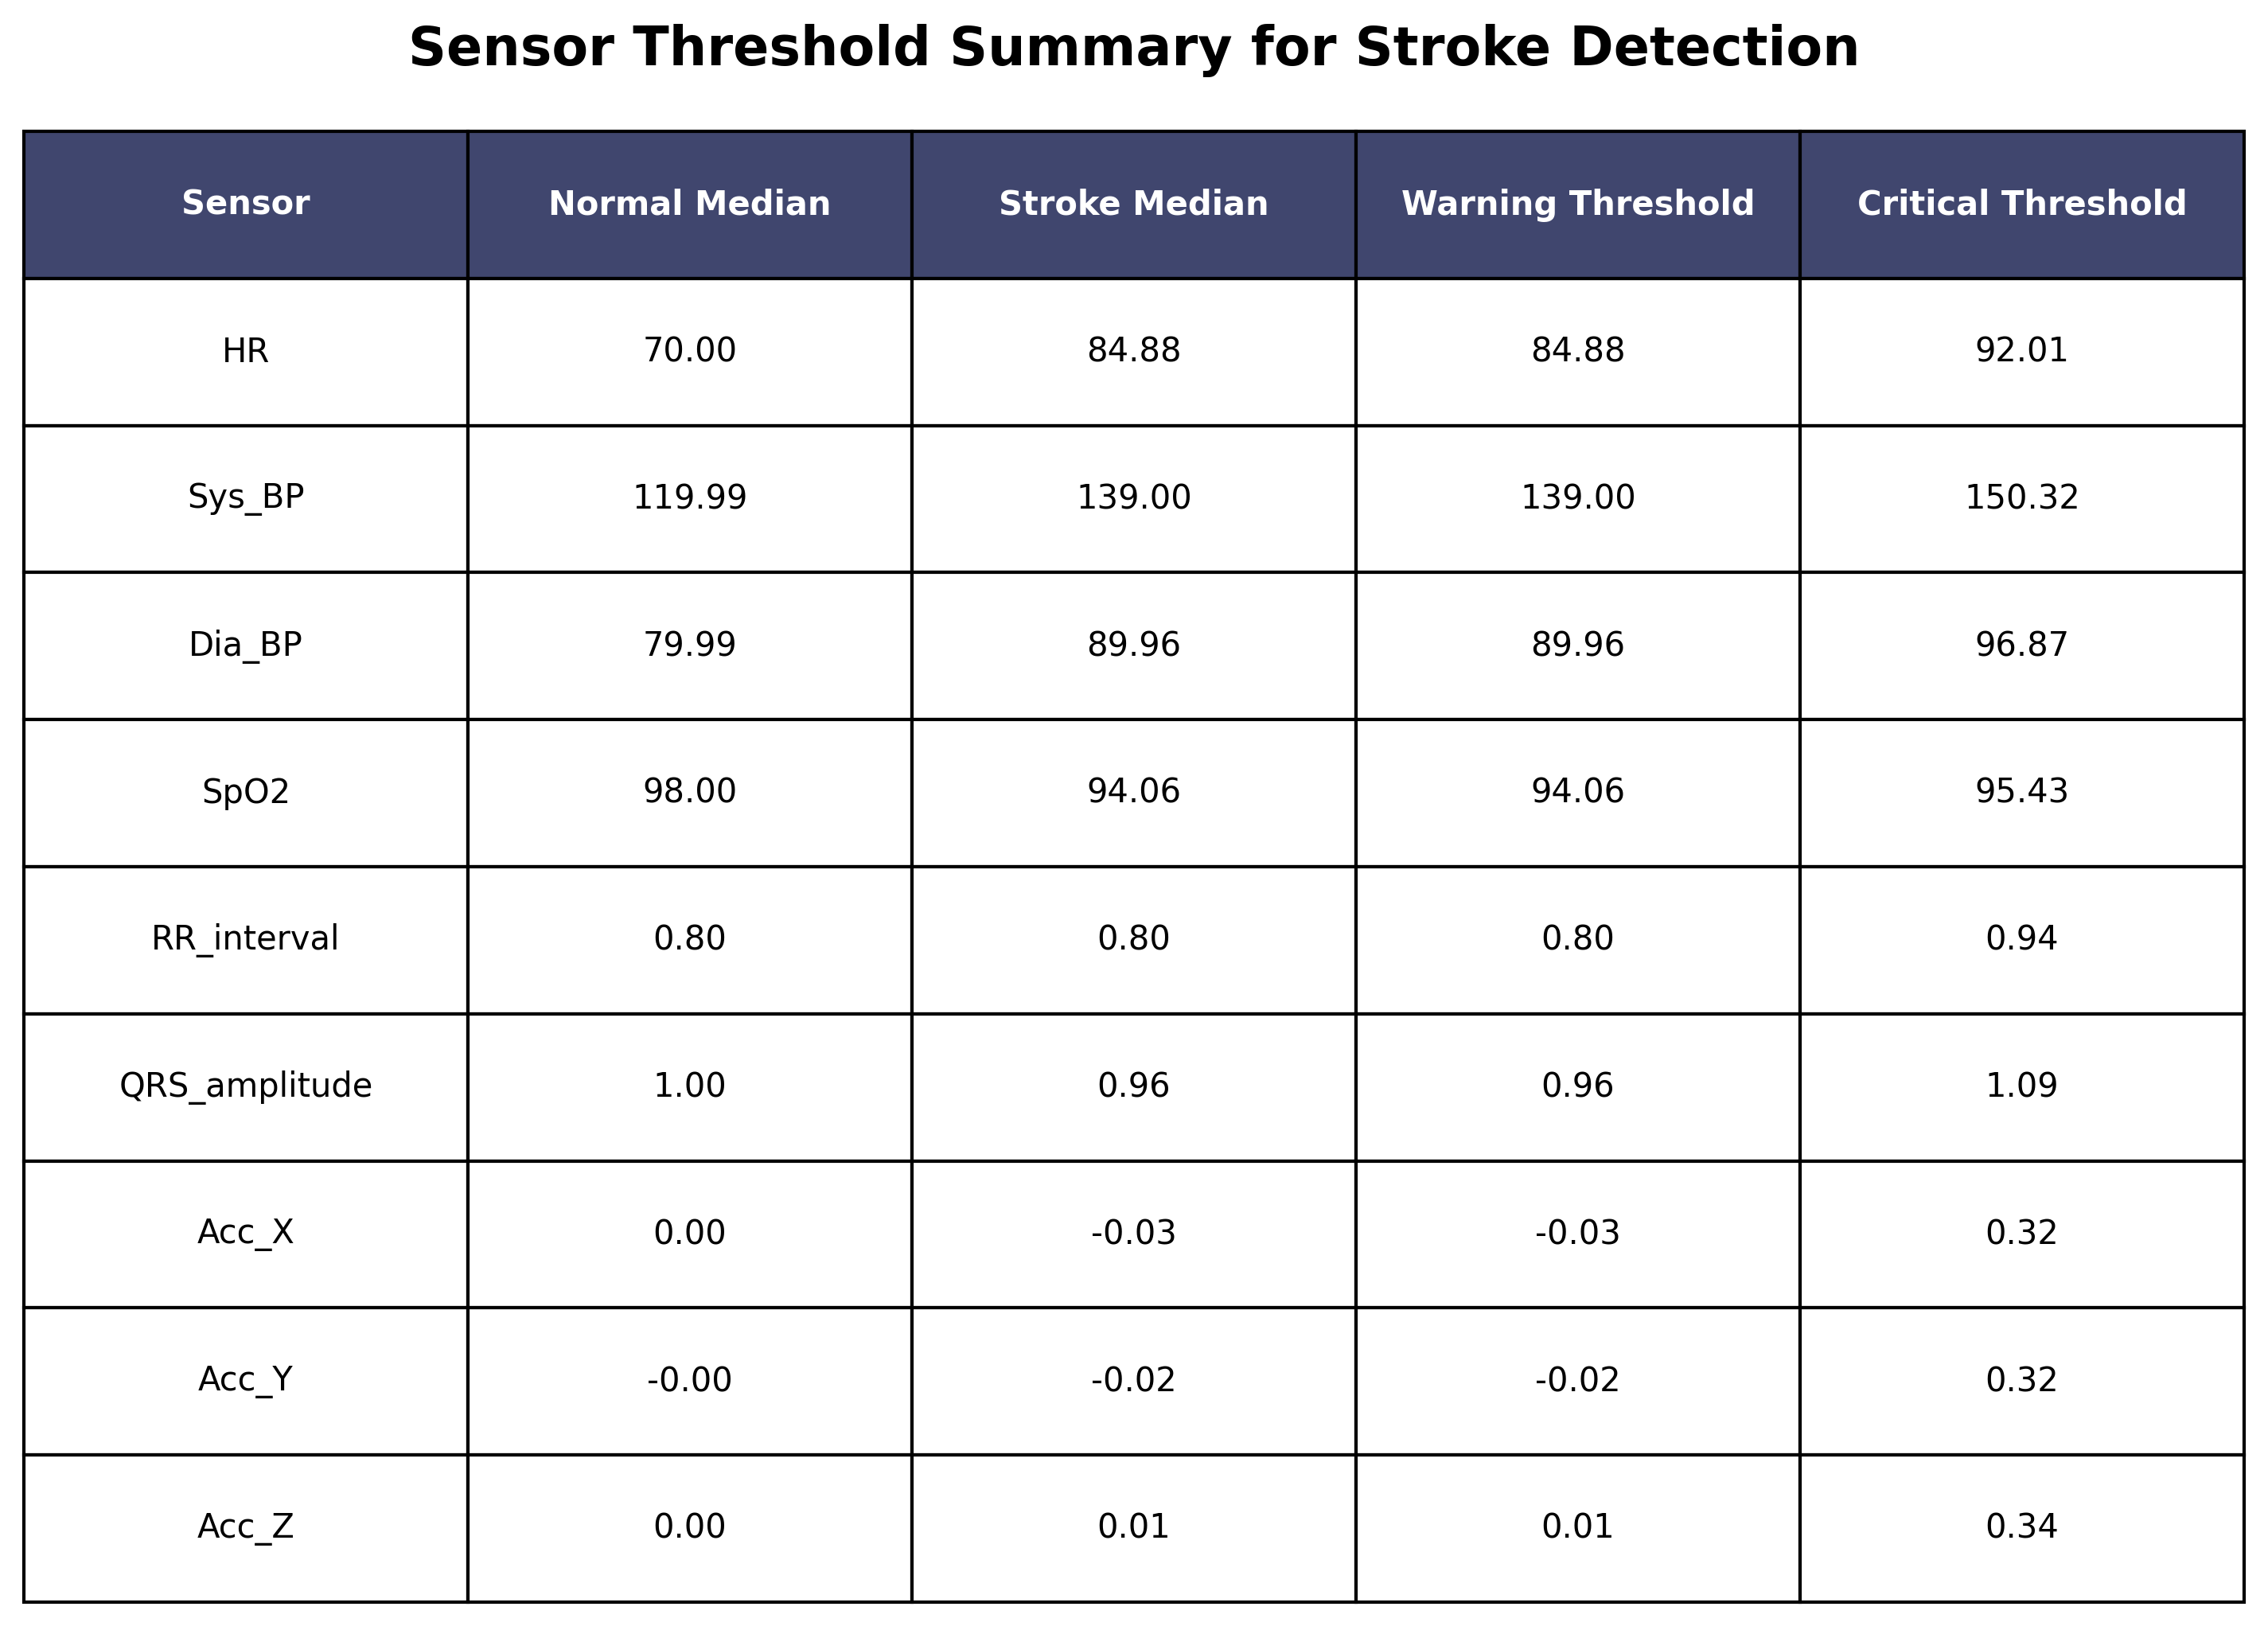 Sensor Threshold Summary for Stroke Detection
Sensor Normal Median Stroke Median Warning Threshold Critical Threshold
HR 70.00 84.88 84.88 92.01
Sys_BP 119.99 139.00 139.00 150.32
Dia_BP 79.99 89.96 89.96 96.87
SpO2 98.00 94.06 94.06 95.43
RR_interval 0.80 0.80 0.80 0.94
QRS_amplitude 1.00 0.96 0.96 1.09
Acc_X 0.00 -0.03 -0.03 0.32
Acc_Y -0.00 -0.02 -0.02 0.32
Acc_Z 0.00 0.01 0.01 0.34